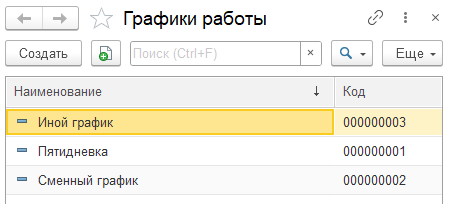 Графики работы
Создать Поиск (Ctrl+F) × Еще
Наименование ↓ Код
Иной график 000000003
Пятидневка 000000001
Сменный график 000000002